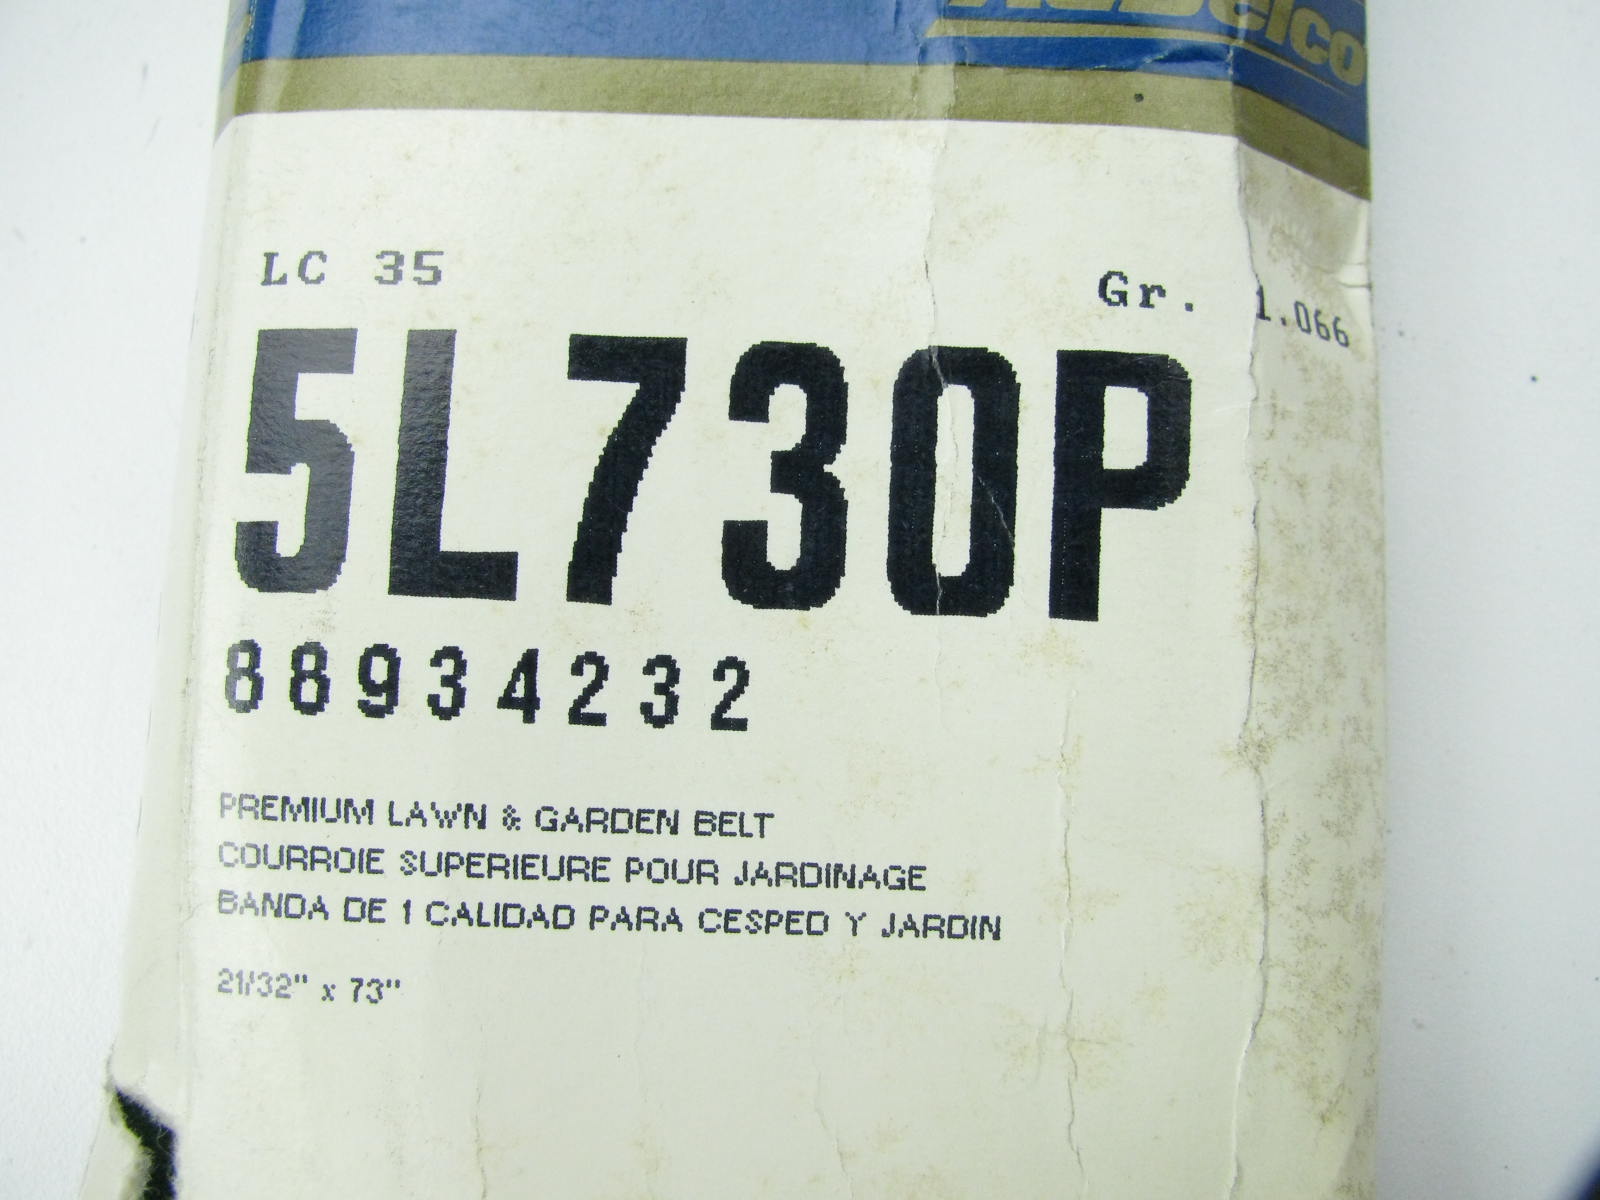 ACDelco
LC 35 Gr. 1.066
5L730P
88934232
PREMIUM LAWN & GARDEN BELT
COURROIE SUPERIEURE POUR JARDINAGE
BANDA DE 1 CALIDAD PARA CESPED Y JARDIN
21/32" x 73"